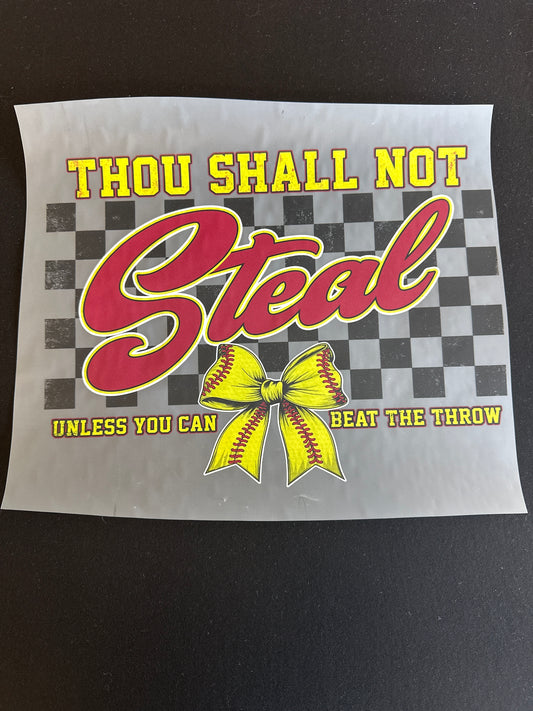 THOU SHALL NOT
Steal
UNLESS YOU CAN BEAT THE THROW